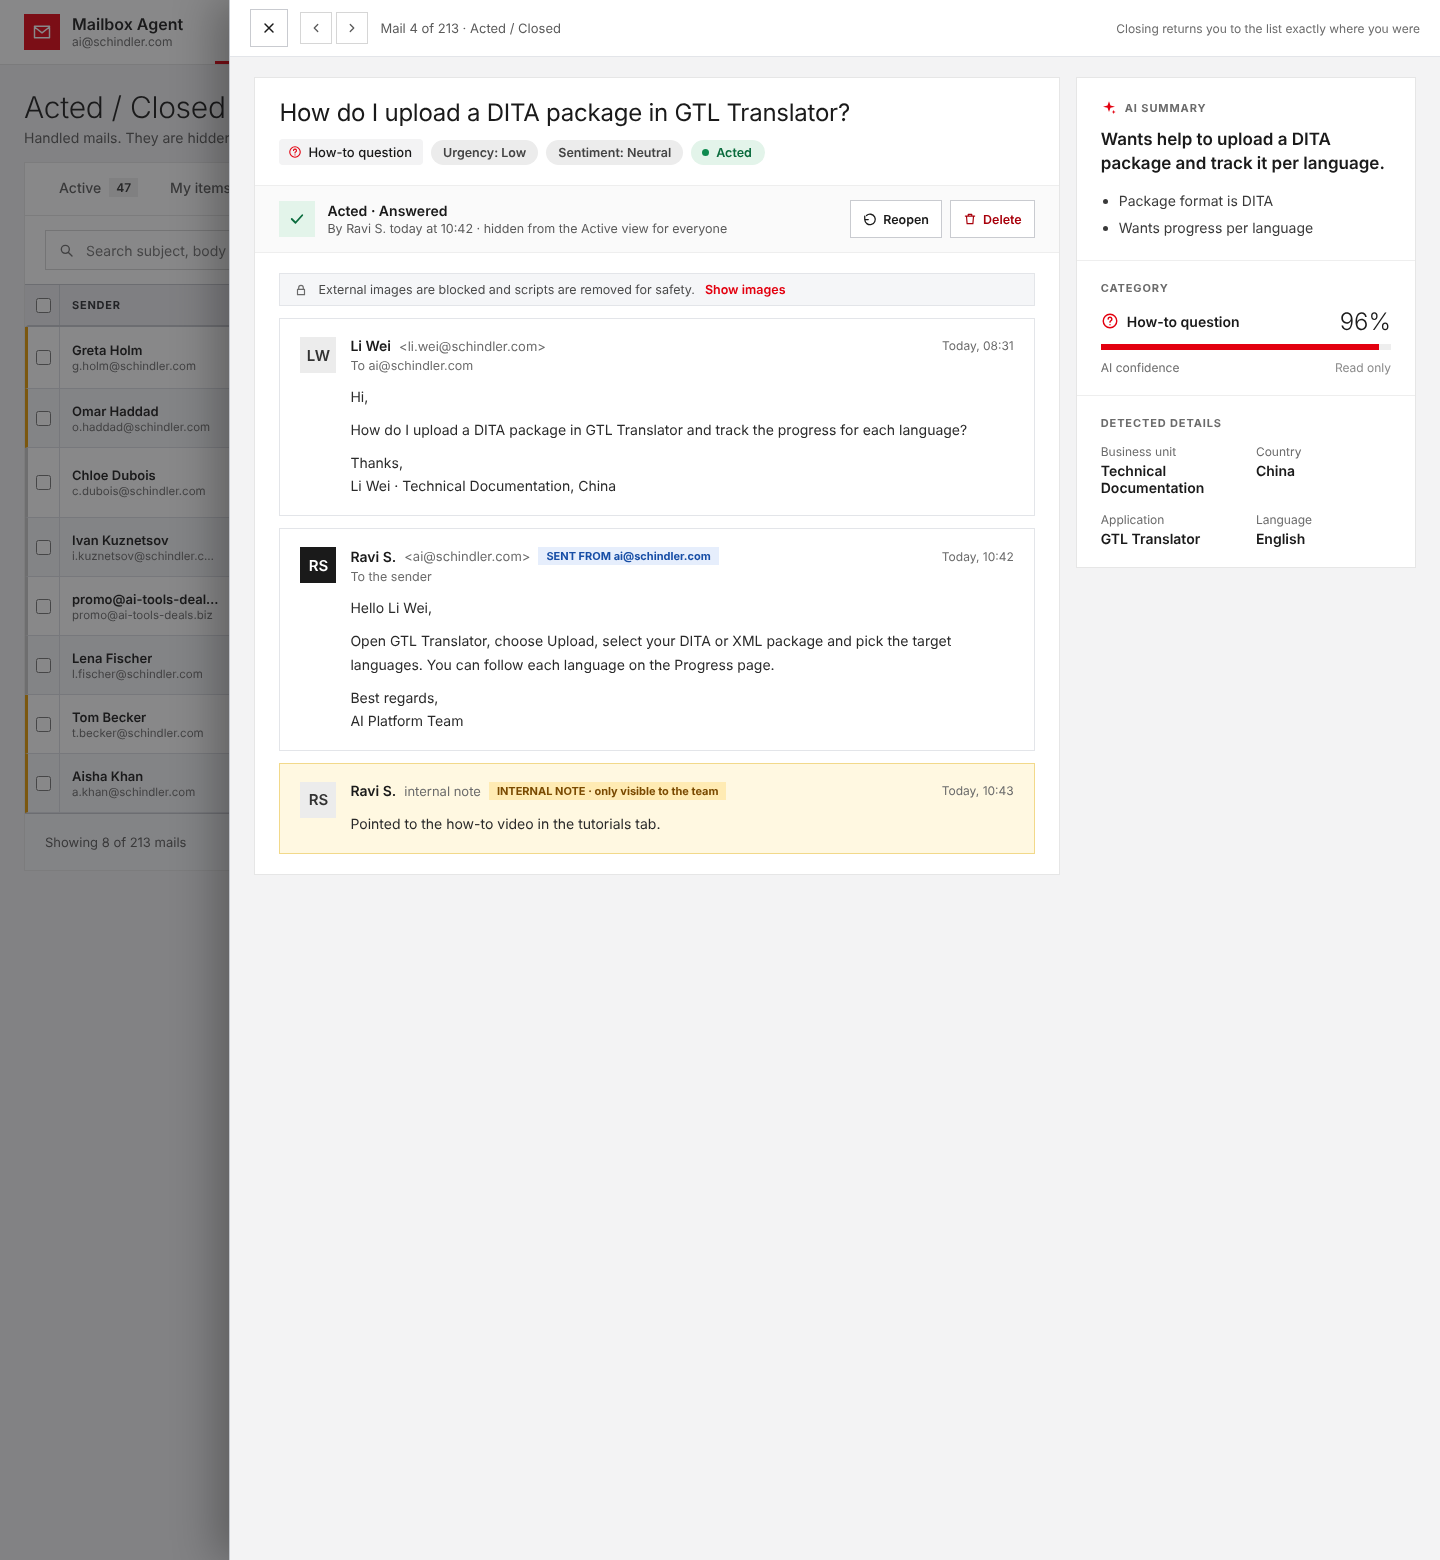 Mailbox Agent
ai@schindler.com
Acted / Closed
Handled mails. They are hidden
Active 47 My items
Search subject, body
SENDER
Greta Holm
g.holm@schindler.com
Omar Haddad
o.haddad@schindler.com
Chloe Dubois
c.dubois@schindler.com
Ivan Kuznetsov
i.kuznetsov@schindler.c...
promo@ai-tools-deal...
promo@ai-tools-deals.biz
Lena Fischer
l.fischer@schindler.com
Tom Becker
t.becker@schindler.com
Aisha Khan
a.khan@schindler.com
Showing 8 of 213 mails
Mail 4 of 213 · Acted / Closed
Closing returns you to the list exactly where you were
How do I upload a DITA package in GTL Translator?
How-to question Urgency: Low Sentiment: Neutral Acted
Acted · Answered
By Ravi S. today at 10:42 · hidden from the Active view for everyone
Reopen Delete
External images are blocked and scripts are removed for safety. Show images
LW
Li Wei <li.wei@schindler.com> Today, 08:31
To ai@schindler.com
Hi,
How do I upload a DITA package in GTL Translator and track the progress for each language?
Thanks,
Li Wei · Technical Documentation, China
RS
Ravi S. <ai@schindler.com> SENT FROM ai@schindler.com Today, 10:42
To the sender
Hello Li Wei,
Open GTL Translator, choose Upload, select your DITA or XML package and pick the target
languages. You can follow each language on the Progress page.
Best regards,
AI Platform Team
RS
Ravi S. internal note INTERNAL NOTE · only visible to the team Today, 10:43
Pointed to the how-to video in the tutorials tab.
AI SUMMARY
Wants help to upload a DITA
package and track it per language.
• Package format is DITA
• Wants progress per language
CATEGORY
How-to question 96%
AI confidence Read only
DETECTED DETAILS
Business unit Country
Technical China
Documentation
Application Language
GTL Translator English